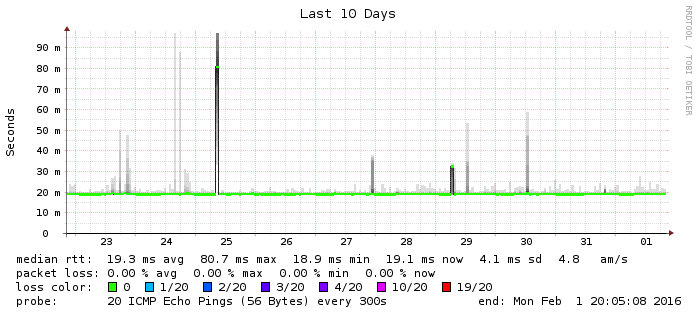 Last 10 Days
RRDTOOL / TOBI OETIKER
Seconds
90 m
80 m
70 m
60 m
50 m
40 m
30 m
20 m
10 m
0
23 24 25 26 27 28 29 30 31 01
median rtt: 19.3 ms avg 80.7 ms max 18.9 ms min 19.1 ms now 4.1 ms sd 4.8 am/s
packet loss: 0.00 % avg 0.00 % max 0.00 % min 0.00 % now
loss color: 0 1/20 2/20 3/20 4/20 10/20 19/20
probe: 20 ICMP Echo Pings (56 Bytes) every 300s end: Mon Feb 1 20:05:08 2016